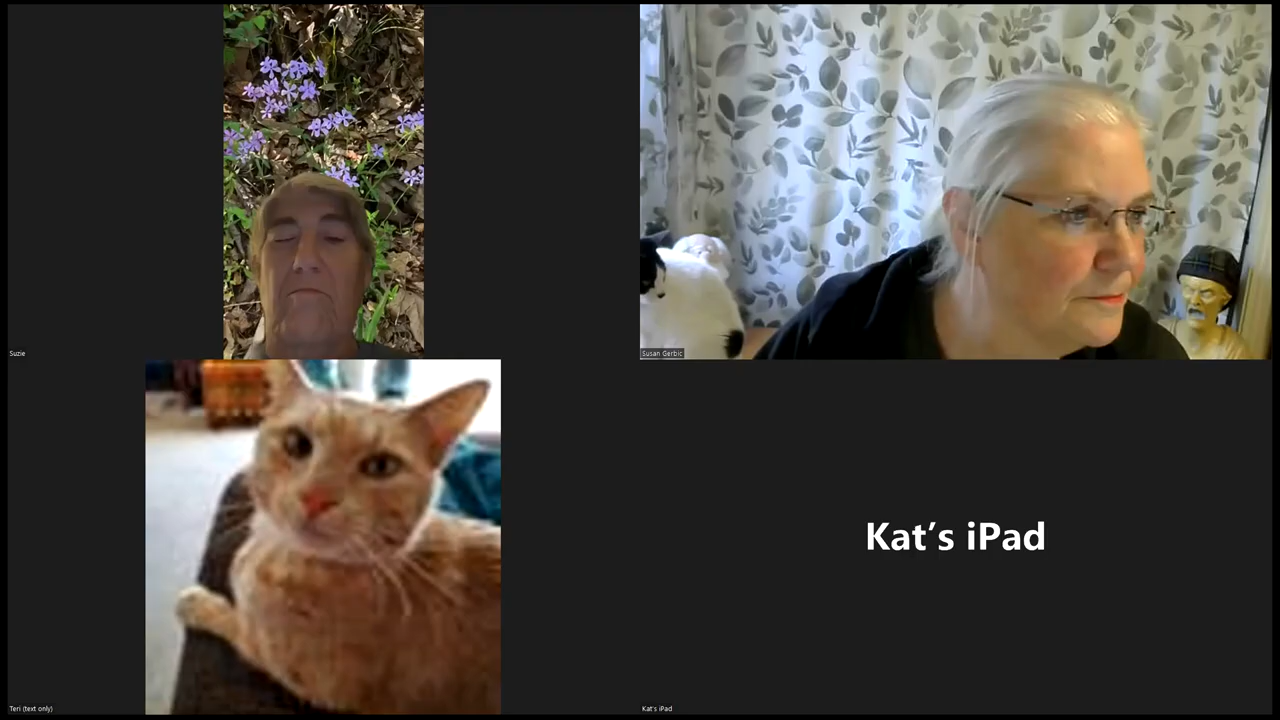 Suzie
Susan Gerbic
Kat's iPad
Teri (text only)
Kat's iPad